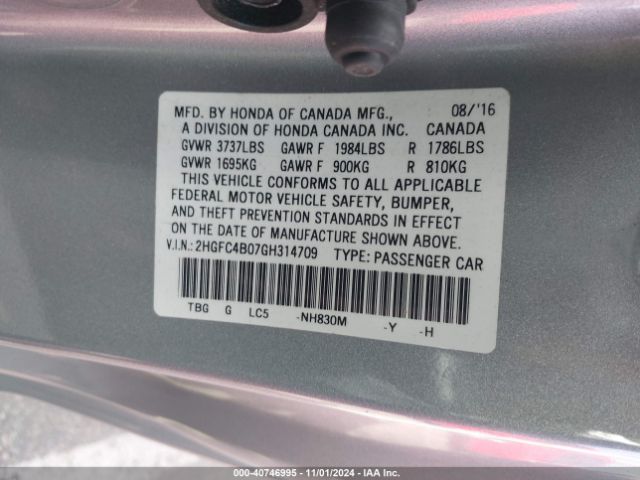 MFD. BY HONDA OF CANADA MFG., 08/'16
A DIVISION OF HONDA CANADA INC. CANADA
GVWR 3737LBS GAWR F 1984LBS R 1786LBS
GVWR 1695KG GAWR F 900KG R 810KG
THIS VEHICLE CONFORMS TO ALL APPLICABLE
FEDERAL MOTOR VEHICLE SAFETY, BUMPER,
AND THEFT PREVENTION STANDARDS IN EFFECT
ON THE DATE OF MANUFACTURE SHOWN ABOVE.
V.I.N.: 2HGFC4B07GH314709 TYPE: PASSENGER CAR
TBG G LC5 -NH830M -Y -H
000-40746995 - 11/01/2024 - IAA Inc.